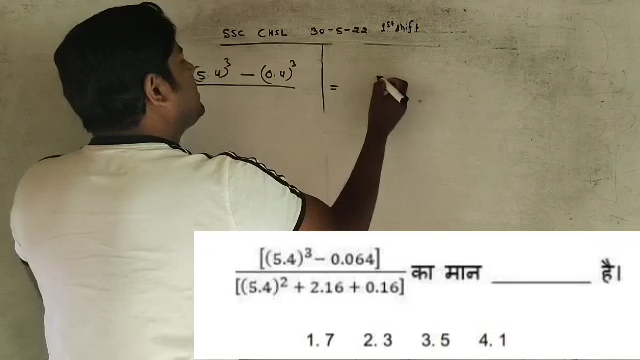 SSC CHSL 30-5-22 1st shift
(5.4)³ - (0.4)³ =
[(5.4)³ - 0.064]
[(5.4)² + 2.16 + 0.16] का मान ________ है।
1. 7 2. 3 3. 5 4. 1